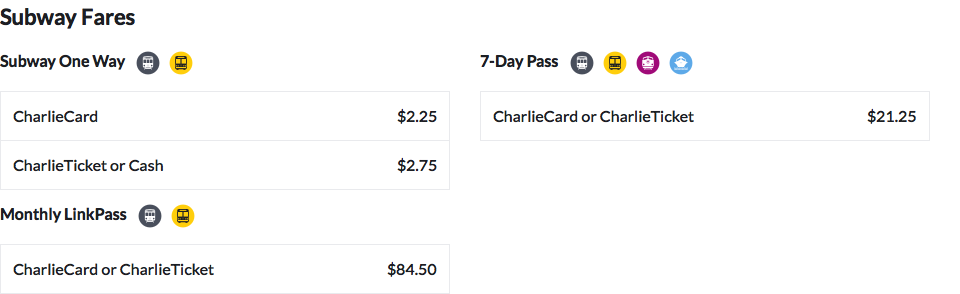 Subway Fares
Subway One Way
CharlieCard $2.25
CharlieTicket or Cash $2.75
Monthly LinkPass
CharlieCard or CharlieTicket $84.50
7-Day Pass
CharlieCard or CharlieTicket $21.25